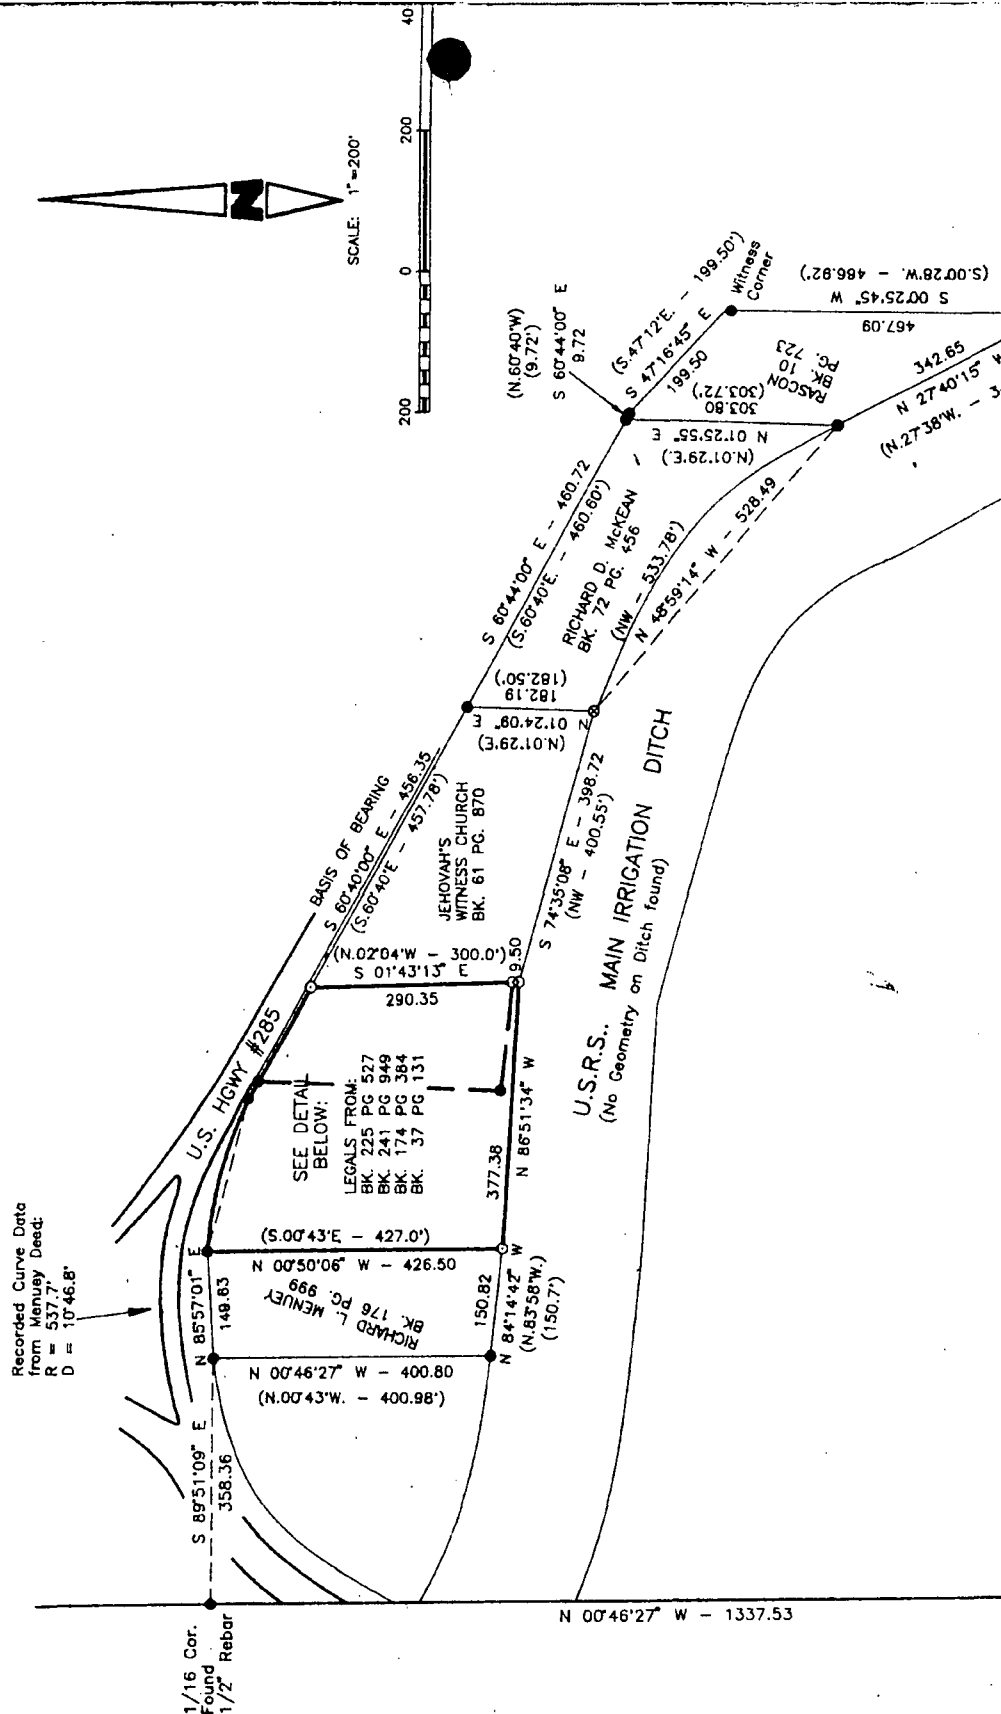 40
200
0
200
SCALE: 1"=200'
N
(N.60°40'W)
(9.72')
S 60°44'00" E
9.72
(S.47°12'E. - 199.50')
S 47°16'45" E
199.50
Witness
Corner
(S.00°28'W. - 466.92')
S 00°25'45" W
467.09
RASCON
BK. 10
PG. 723
342.65
N 27°40'15" W
(N.27°38'W. - 3
(303.72')
303.80
N 01°25'55" E
(N.01°29'E.)
S 60°44'00" E - 460.72
(S.60°40'E. - 460.60')
RICHARD D. McKEAN
BK. 72 PG. 456
(NW - 533.78')
N 48°59'14" W - 528.49
(182.50')
182.19
N 01°24'09" E
(N.01°29'E)
BASIS OF BEARING
S 60°40'00" E - 456.35
(S.60°40'E - 457.78')
JEHOVAH'S
WITNESS CHURCH
BK. 61 PG. 870
S 74°35'08" E - 398.72
(NW - 400.55')
U.S.R.S.. MAIN IRRIGATION DITCH
(No Geometry on Ditch found)
(N.02°04'W - 300.0')
S 01°43'13" E
290.35
9.50
U.S. HGWY #285
SEE DETAIL
BELOW:
LEGALS FROM:
BK. 225 PG 527
BK. 241 PG 949
BK. 174 PG 384
BK. 37 PG 131
377.38
N 86°51'34" W
Recorded Curve Data
from Menuey Deed:
R = 537.7'
D = 10°46.8'
N 85°57'01" E
149.63
(S.00°43'E - 427.0')
N 00°50'06" W - 426.50
RICHARD L. MENUEY
BK. 176 PG. 999
150.82
N 84°14'42" W
(N.83°58'W.)
(150.7')
N 00°46'27" W - 400.80
(N.00°43'W. - 400.98')
S 89°51'09" E
358.36
1/16 Cor.
Found
1/2" Rebar
N 00°46'27" W - 1337.53